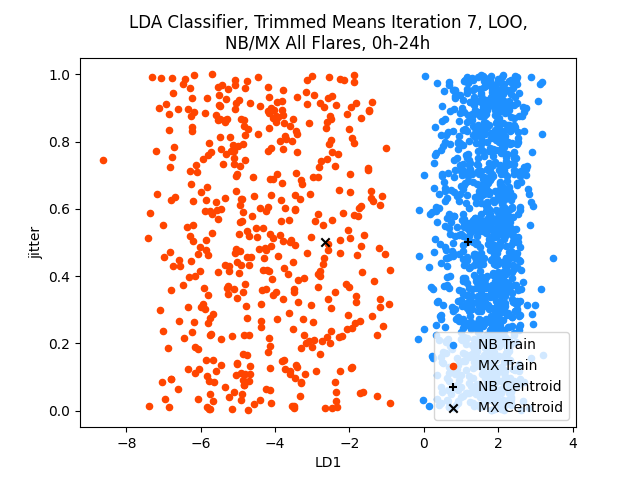 LDA Classifier, Trimmed Means Iteration 7, LOO,
NB/MX All Flares, 0h-24h
1.0
0.8
0.6
0.4
0.2
0.0
jitter
−8
−6
−4
−2
0
2
4
LD1
NB Train
MX Train
NB Centroid
MX Centroid